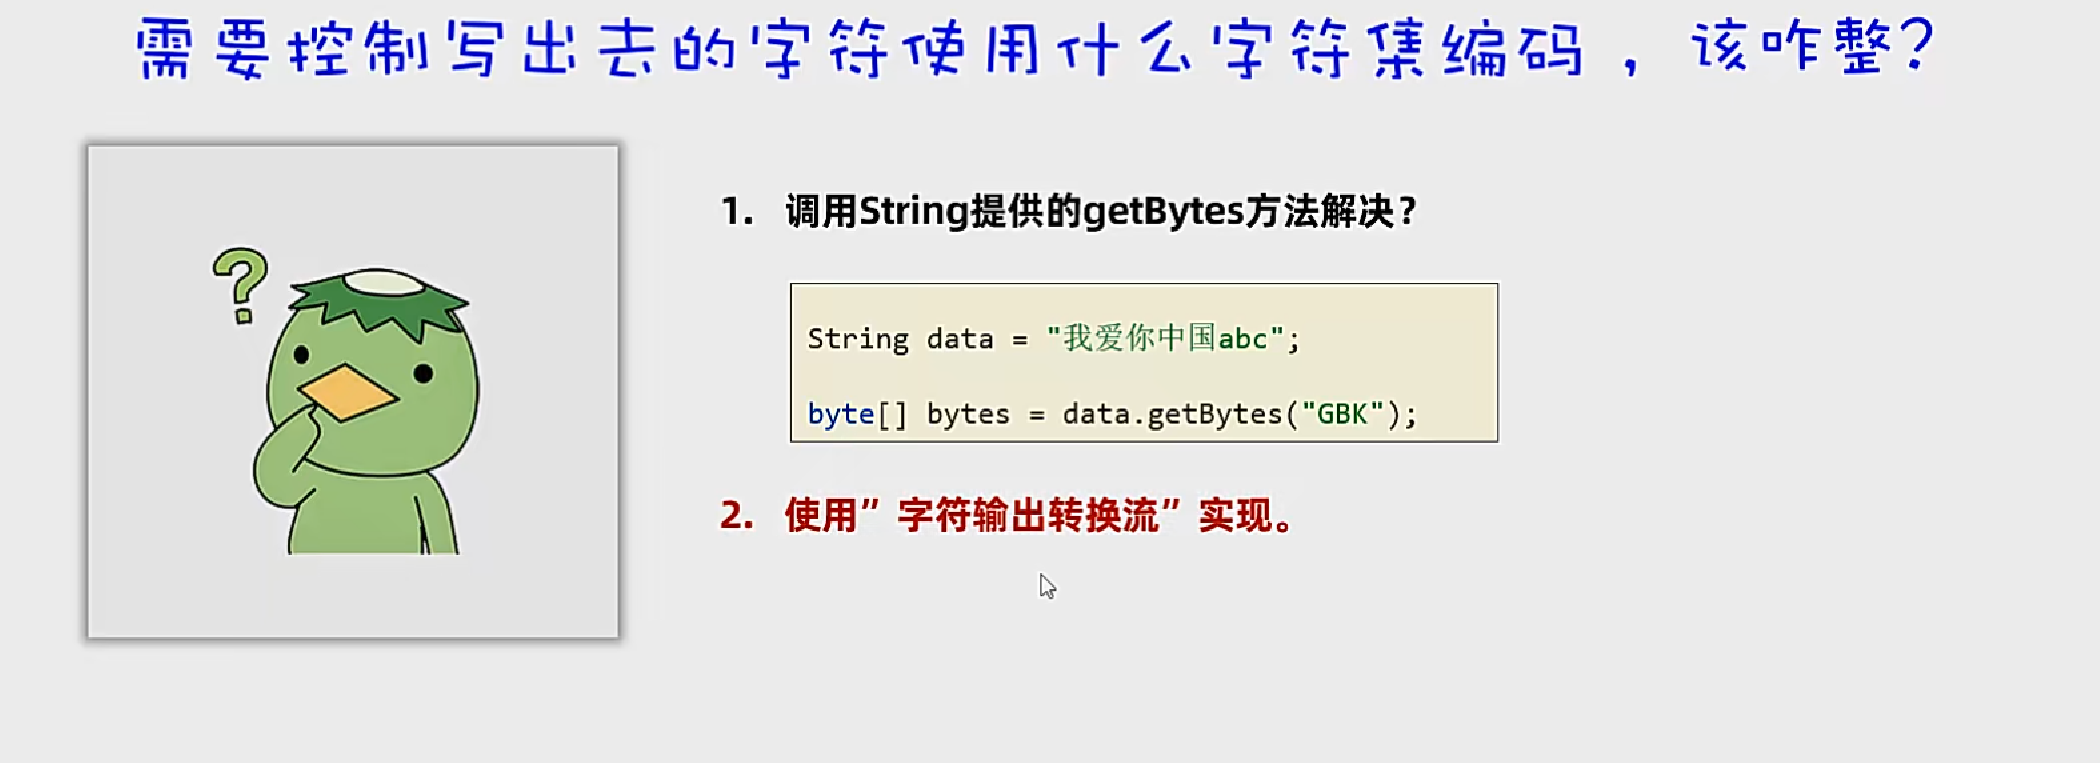 需要控制写出去的字符使用什么字符集编码，该咋整？
?
1. 调用String提供的getBytes方法解决？
String data = "我爱你中国abc";
byte[] bytes = data.getBytes("GBK");
2. 使用”字符输出转换流”实现。